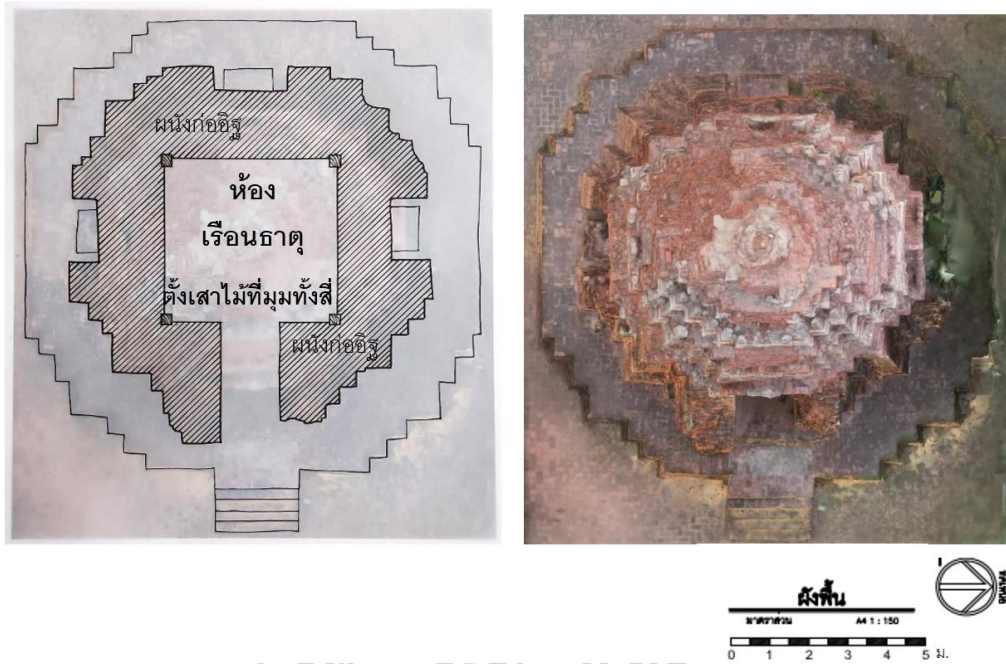 ผนังก่ออิฐ
ห้อง
เรือนธาตุ
ตั้งเสาไม้ที่มุมทั้งสี่
ผนังก่ออิฐ
ผังพื้น
มาตราส่วน A4 1 : 150
0 1 2 3 4 5 ม.